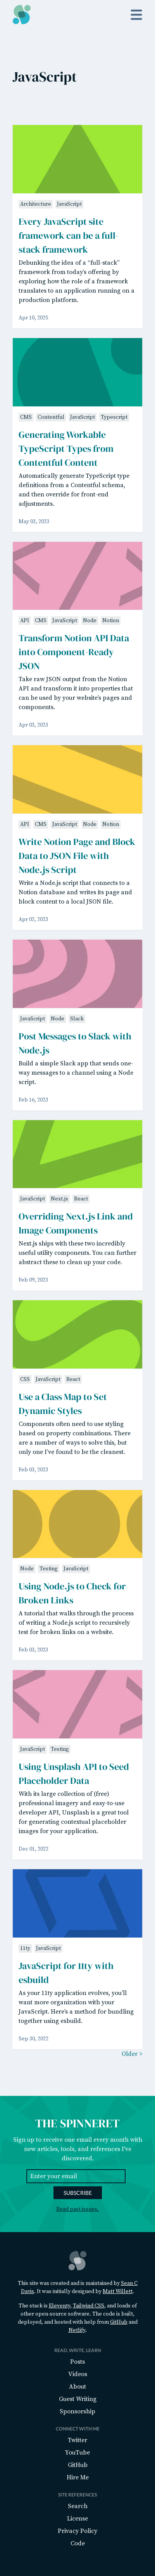 JavaScript
Architecture JavaScript
Every JavaScript site
framework can be a full-
stack framework
Debunking the idea of a “full-stack”
framework from today's offering by
exploring how the use of a framework
translates to an application running on a
production platform.
Apr 10, 2025
CMS Contentful JavaScript Typescript
Generating Workable
TypeScript Types from
Contentful Content
Automatically generate TypeScript type
definitions from a Contentful schema,
and then override for front-end
adjustments.
May 03, 2023
API CMS JavaScript Node Notion
Transform Notion API Data
into Component-Ready
JSON
Take raw JSON output from the Notion
API and transform it into properties that
can be used by your website's pages and
components.
Apr 03, 2023
API CMS JavaScript Node Notion
Write Notion Page and Block
Data to JSON File with
Node.js Script
Write a Node.js script that connects to a
Notion database and writes its page and
block content to a local JSON file.
Apr 02, 2023
JavaScript Node Slack
Post Messages to Slack with
Node.js
Build a simple Slack app that sends one-
way messages to a channel using a Node
script.
Feb 16, 2023
JavaScript Next.js React
Overriding Next.js Link and
Image Components
Next.js ships with these two incredibly
useful utility components. You can further
abstract these to clean up your code.
Feb 09, 2023
CSS JavaScript React
Use a Class Map to Set
Dynamic Styles
Components often need to use styling
based on property combinations. There
are a number of ways to solve this, but
only one I've found to be the cleanest.
Feb 03, 2023
Node Testing JavaScript
Using Node.js to Check for
Broken Links
A tutorial that walks through the process
of writing a Node.js script to recursively
test for broken links on a website.
Feb 03, 2023
JavaScript Testing
Using Unsplash API to Seed
Placeholder Data
With its large collection of (free)
professional imagery and easy-to-use
developer API, Unsplash is a great tool
for generating contextual placeholder
images for your application.
Dec 01, 2022
11ty JavaScript
JavaScript for 11ty with
esbuild
As your 11ty application evolves, you'll
want want organization with your
JavaScript. Here's a method for bundling
together using esbuild.
Sep 30, 2022
Older >
THE SPINNERET
Sign up to receive one email every month with
new articles, tools, and references I've
discovered.
Enter your email
SUBSCRIBE
Read past issues.
This site was created and is maintained by Sean C
Davis. It was initially designed by Matt Willett.
The stack is Eleventy, Tailwind CSS, and loads of
other open source software. The code is built,
deployed, and hosted with help from GitHub and
Netlify.
READ, WRITE, LEARN
Posts
Videos
About
Guest Writing
Sponsorship
CONNECT WITH ME
Twitter
YouTube
GitHub
Hire Me
SITE REFERENCES
Search
License
Privacy Policy
Code